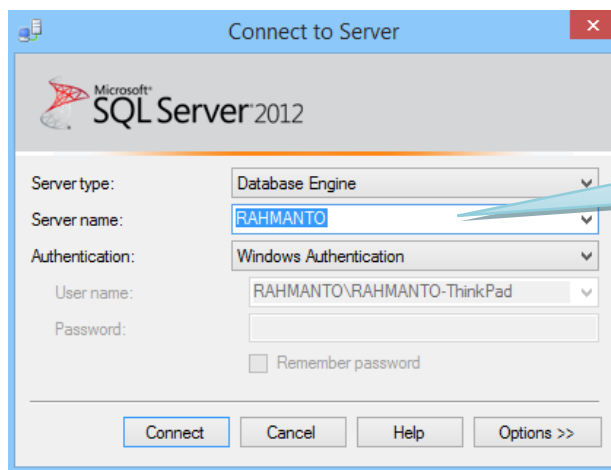 Connect to Server
Microsoft®
SQL Server® 2012
Server type: Database Engine
Server name: RAHMANTO
Authentication: Windows Authentication
User name: RAHMANTO\RAHMANTO-ThinkPad
Password:
Remember password
Connect Cancel Help Options >>